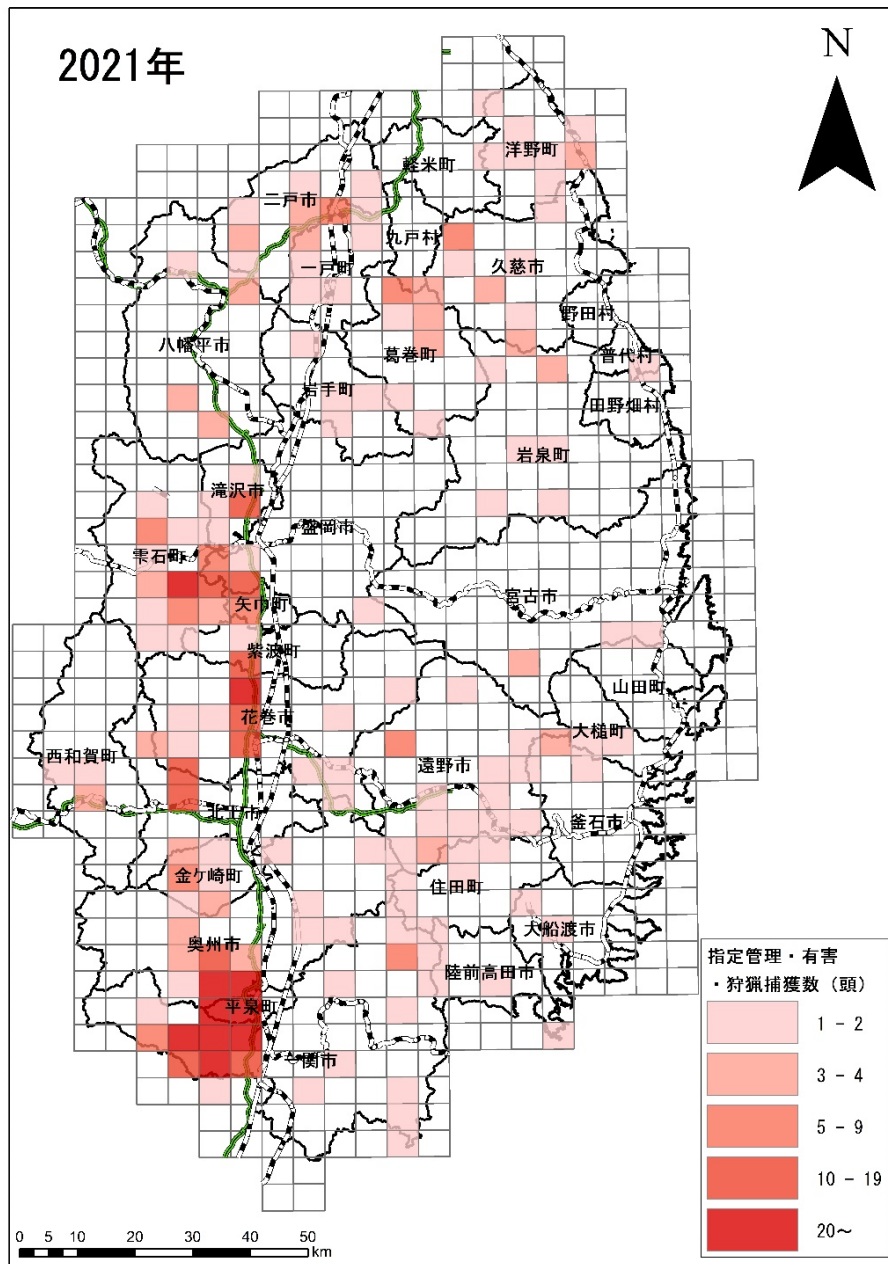 2021年
N
洋野町
軽米町
二戸市
九戸村
一戸町
久慈市
野田村
八幡平市
葛巻町
普代村
岩手町
田野畑村
岩泉町
滝沢市
盛岡市
雫石町
宮古市
矢巾町
紫波町
山田町
花巻市
大槌町
西和賀町
遠野市
北上市
釜石市
金ケ崎町
住田町
大船渡市
奥州市
陸前高田市
平泉町
一関市
指定管理・有害
・狩猟捕獲数（頭）
1 - 2
3 - 4
5 - 9
10 - 19
20～
0 5 10 20 30 40 50
km